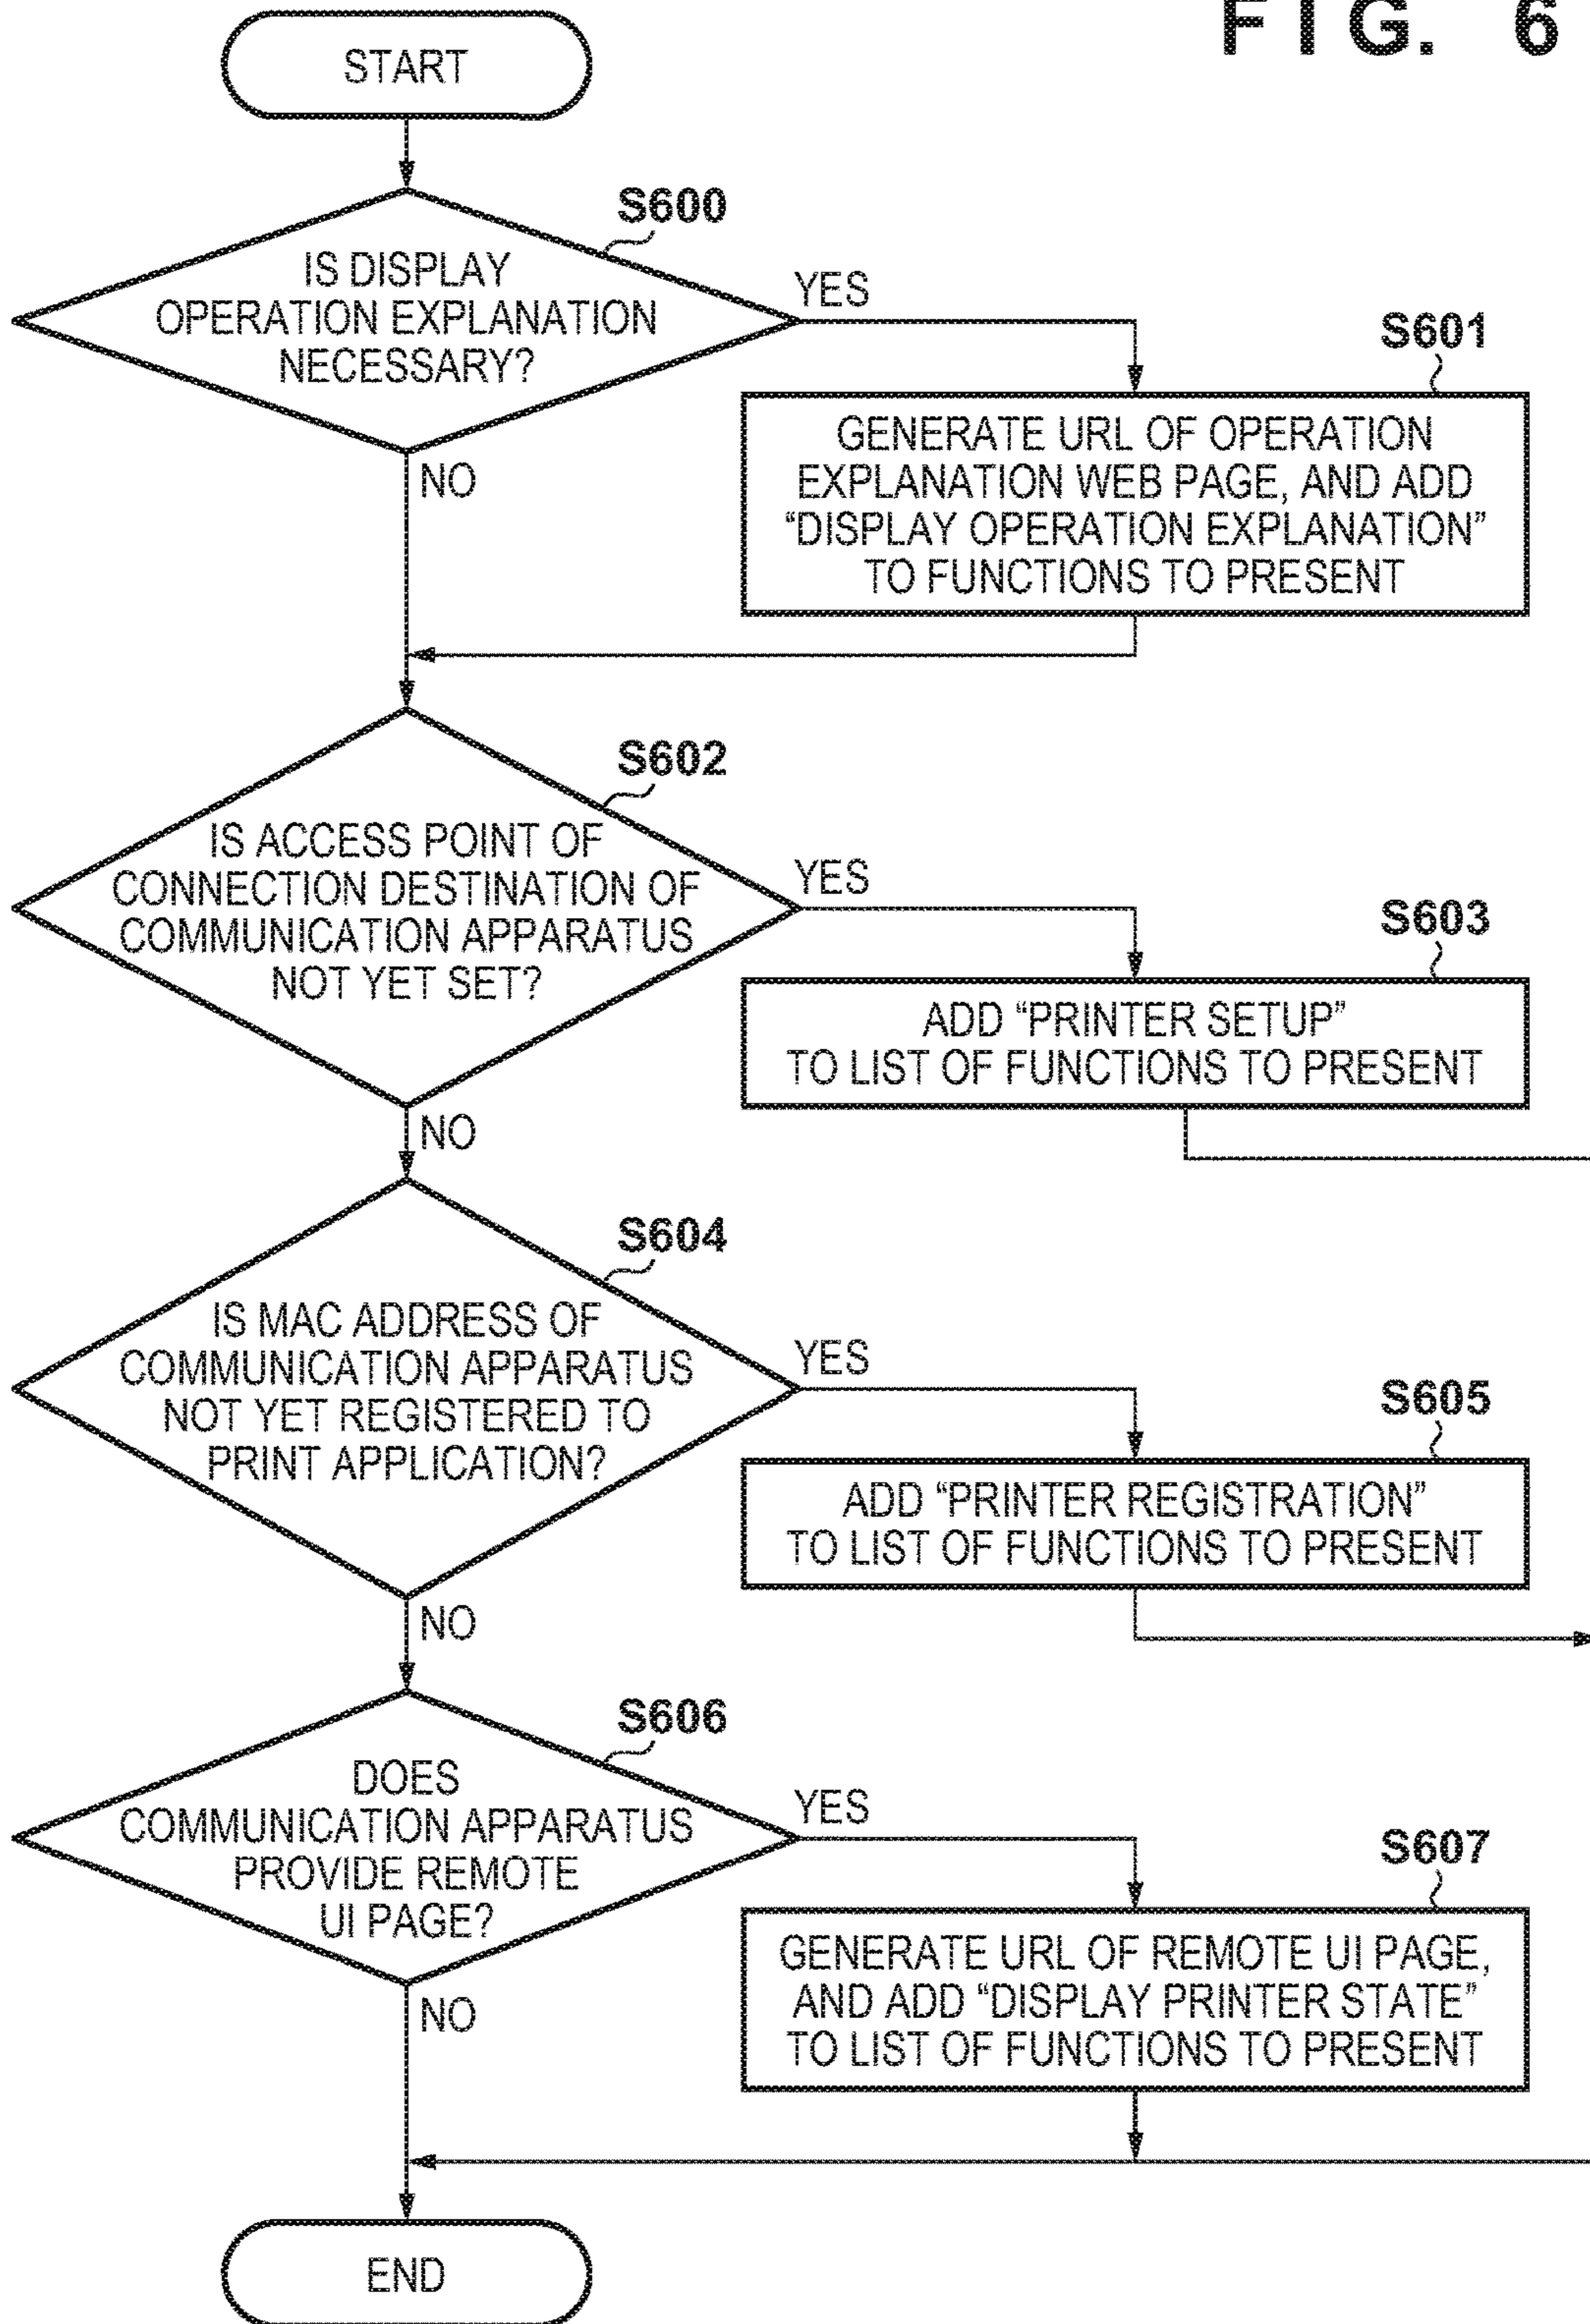 FIG. 6
START
S600
IS DISPLAY
OPERATION EXPLANATION
NECESSARY?
YES
NO
S601
GENERATE URL OF OPERATION
EXPLANATION WEB PAGE, AND ADD
“DISPLAY OPERATION EXPLANATION”
TO FUNCTIONS TO PRESENT
S602
IS ACCESS POINT OF
CONNECTION DESTINATION OF
COMMUNICATION APPARATUS
NOT YET SET?
YES
NO
S603
ADD “PRINTER SETUP”
TO LIST OF FUNCTIONS TO PRESENT
S604
IS MAC ADDRESS OF
COMMUNICATION APPARATUS
NOT YET REGISTERED TO
PRINT APPLICATION?
YES
NO
S605
ADD “PRINTER REGISTRATION”
TO LIST OF FUNCTIONS TO PRESENT
S606
DOES
COMMUNICATION APPARATUS
PROVIDE REMOTE
UI PAGE?
YES
NO
S607
GENERATE URL OF REMOTE UI PAGE,
AND ADD “DISPLAY PRINTER STATE”
TO LIST OF FUNCTIONS TO PRESENT
END